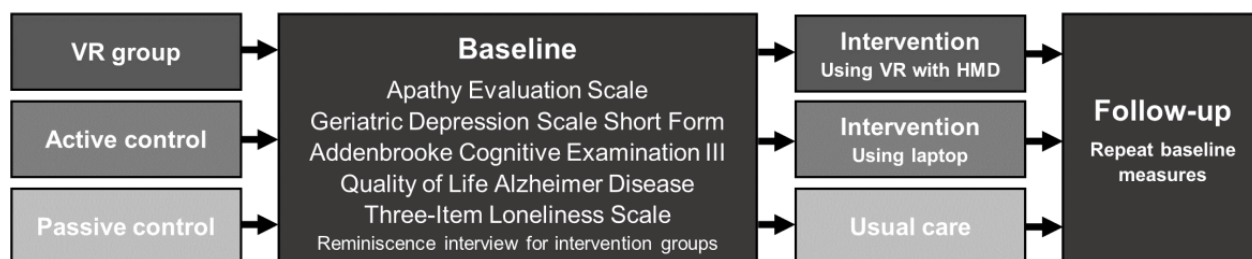 VR group
Active control
Passive control
Baseline
Apathy Evaluation Scale
Geriatric Depression Scale Short Form
Addenbrooke Cognitive Examination III
Quality of Life Alzheimer Disease
Three-Item Loneliness Scale
Reminiscence interview for intervention groups
Intervention
Using VR with HMD
Intervention
Using laptop
Usual care
Follow-up
Repeat baseline
measures